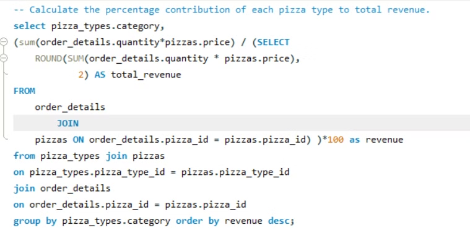 -- Calculate the percentage contribution of each pizza type to total revenue.
select pizza_types.category,
(sum(order_details.quantity*pizzas.price) / (SELECT
ROUND(SUM(order_details.quantity * pizzas.price),
2) AS total_revenue
FROM
order_details
JOIN
pizzas ON order_details.pizza_id = pizzas.pizza_id) )*100 as revenue
from pizza_types join pizzas
on pizza_types.pizza_type_id = pizzas.pizza_type_id
join order_details
on order_details.pizza_id = pizzas.pizza_id
group by pizza_types.category order by revenue desc;